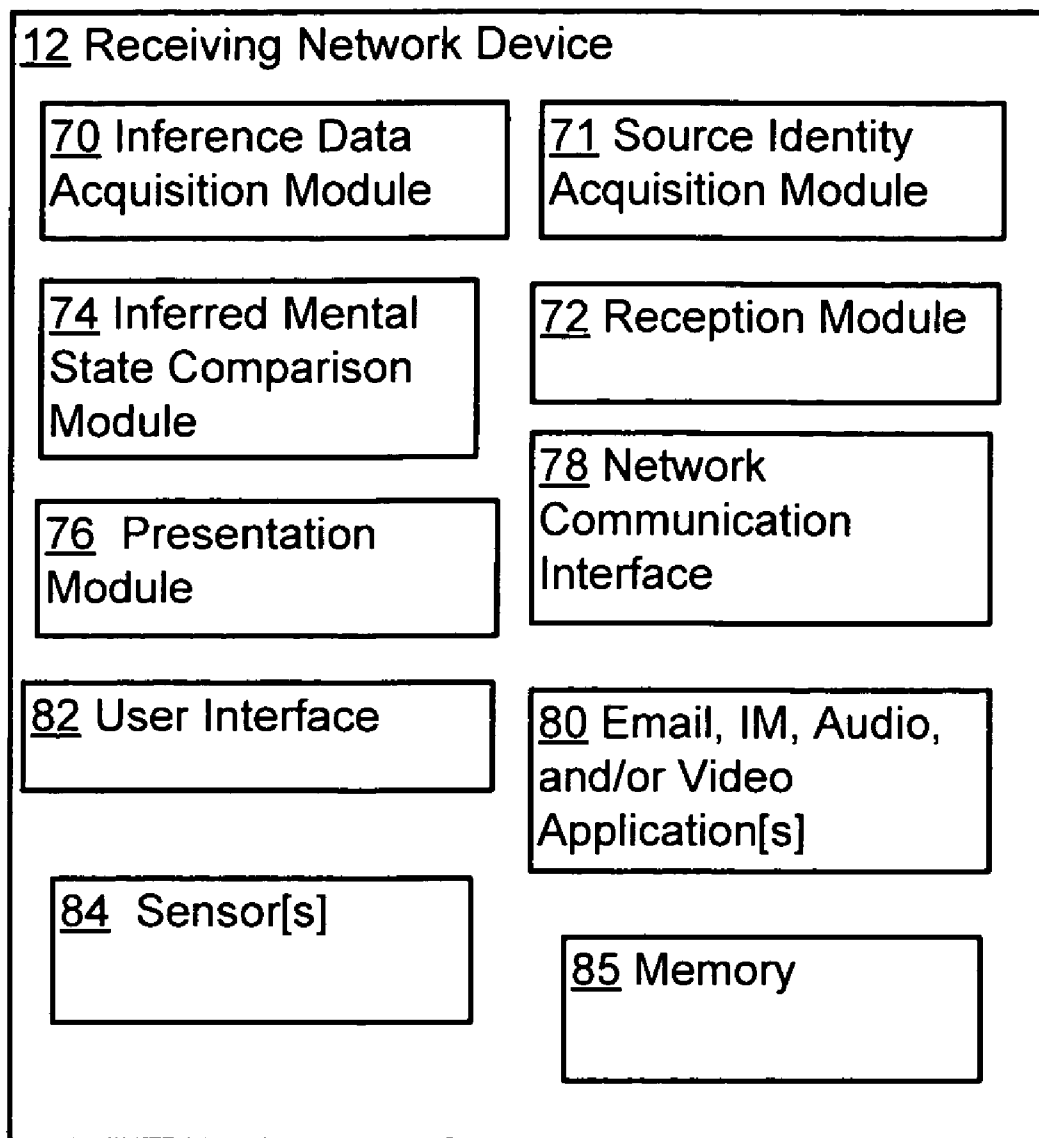 12 Receiving Network Device
70 Inference Data
Acquisition Module
71 Source Identity
Acquisition Module
74 Inferred Mental
State Comparison
Module
72 Reception Module
78 Network
Communication
Interface
76 Presentation
Module
82 User Interface
80 Email, IM, Audio,
and/or Video
Application[s]
84 Sensor[s]
85 Memory